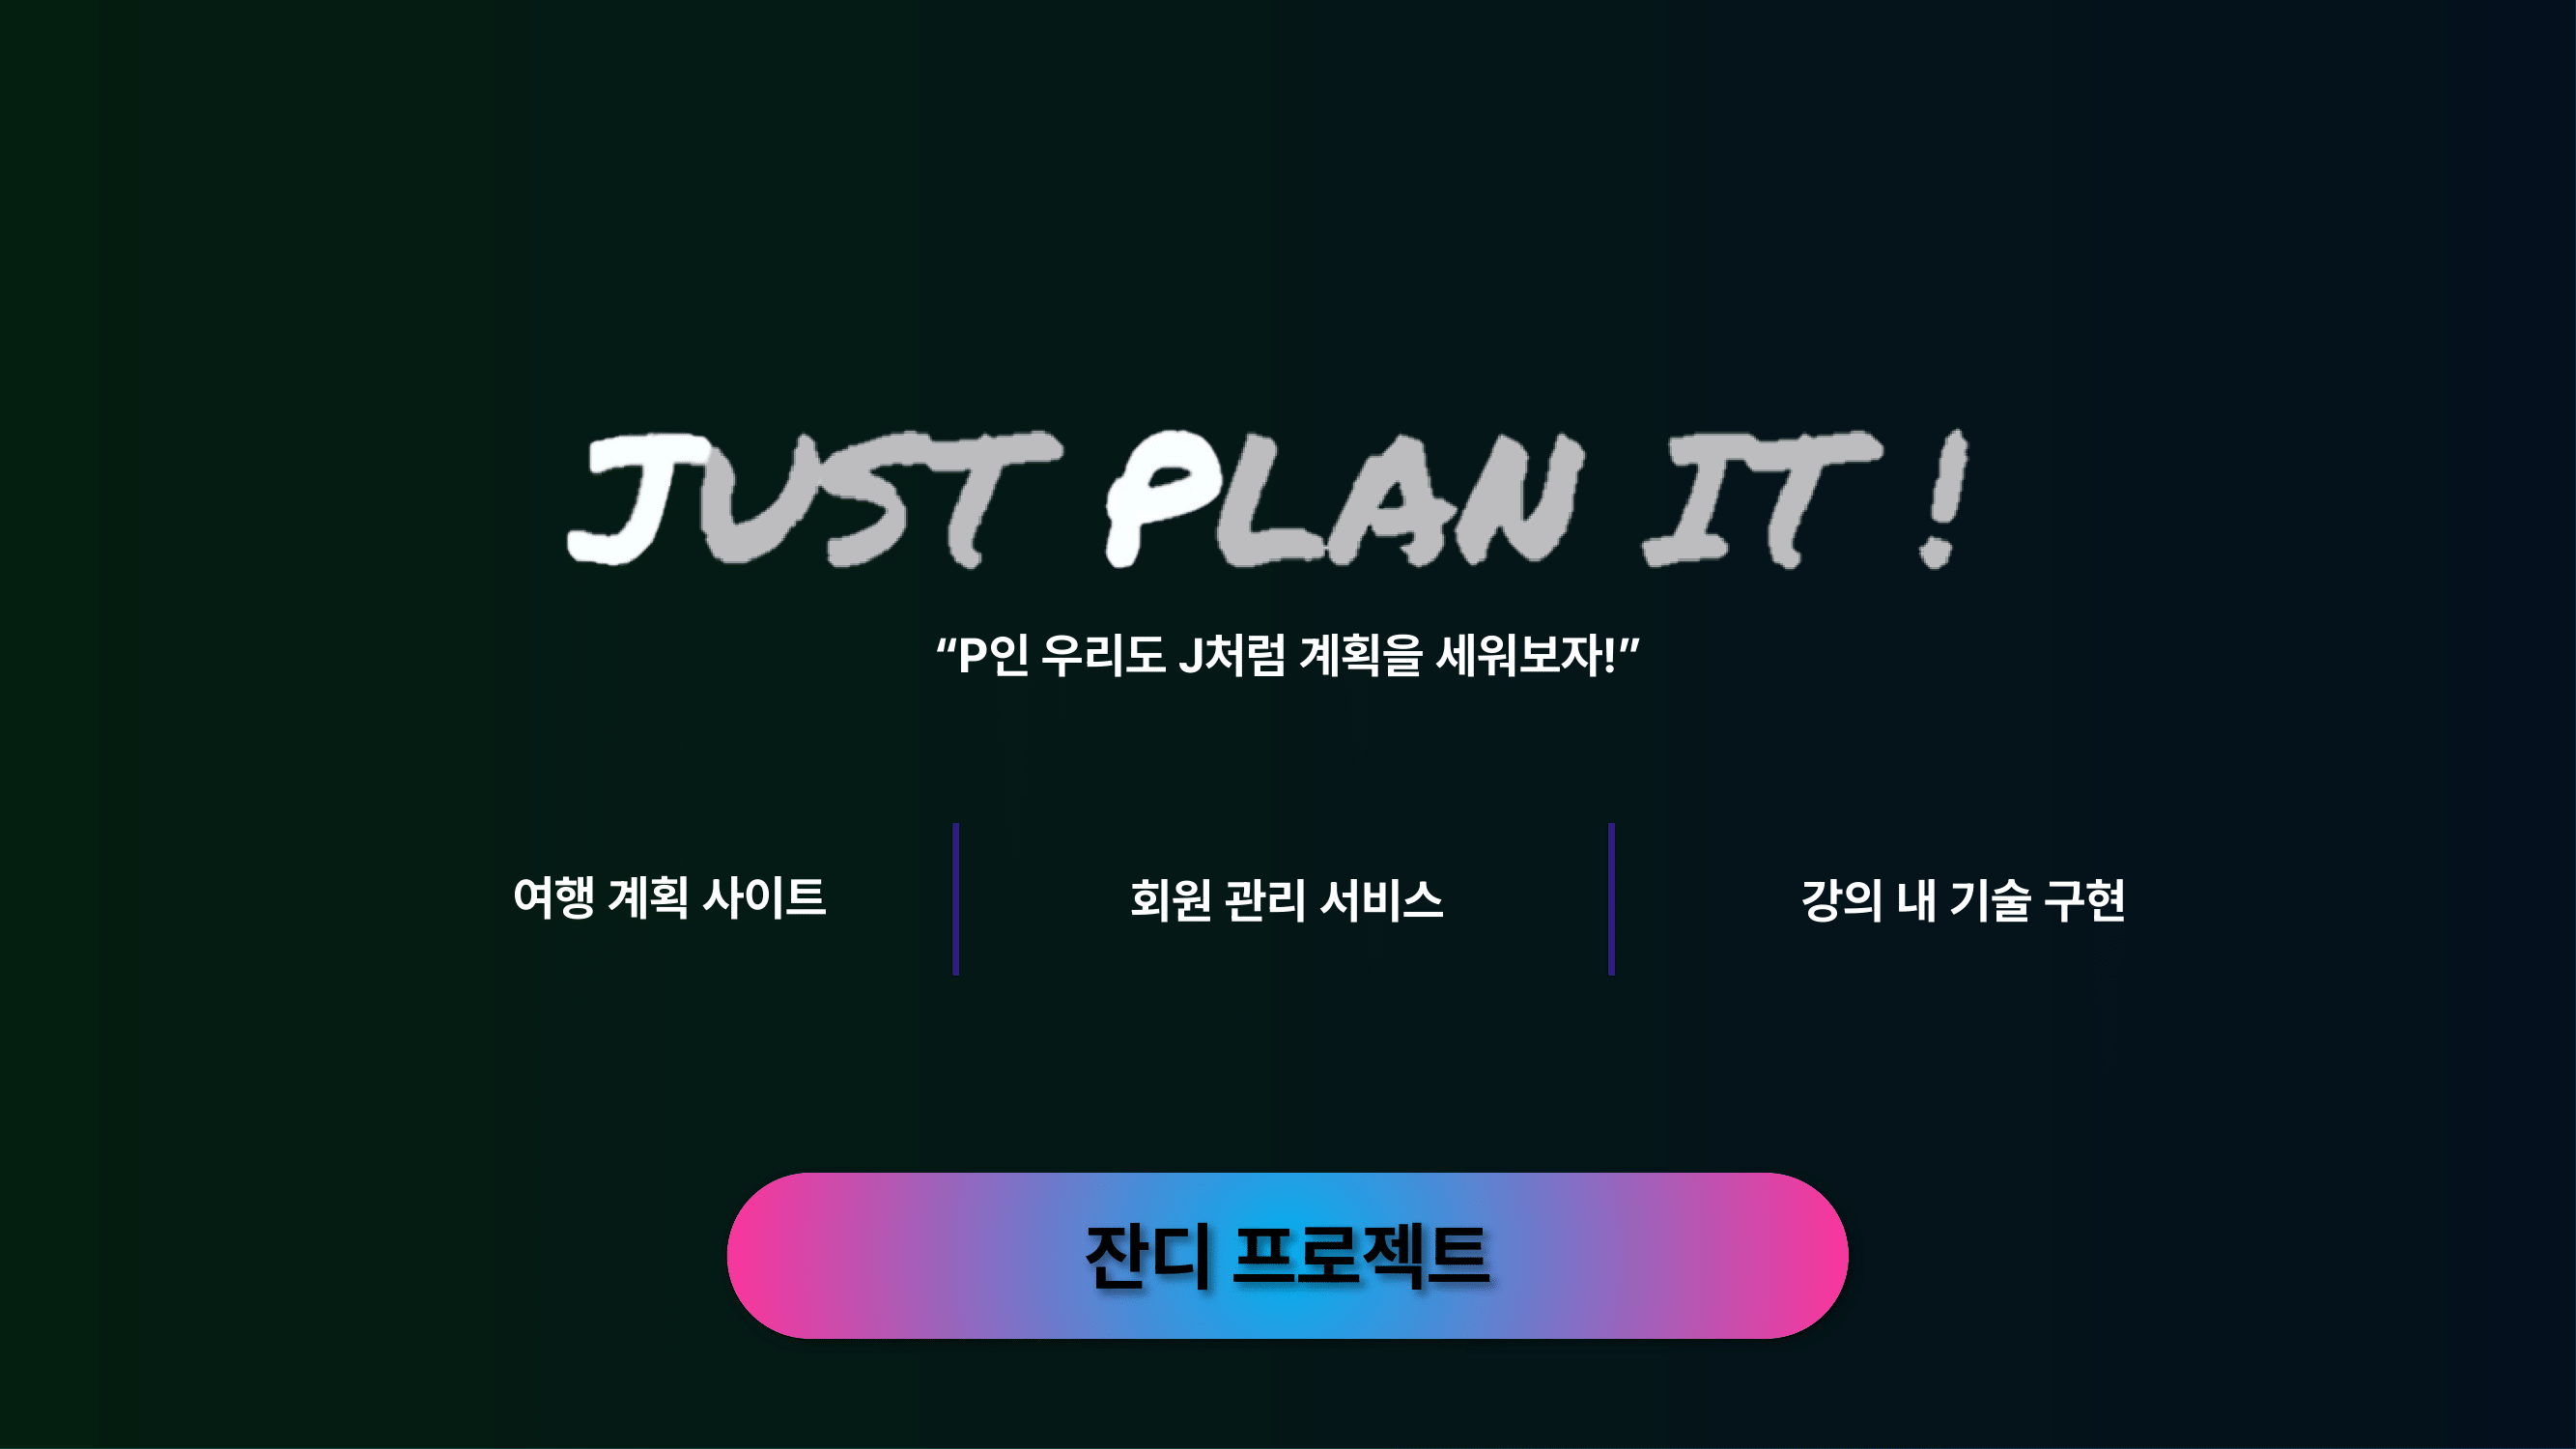 JUST PLAN IT !
“P인 우리도 J처럼 계획을 세워보자!”
여행 계획 사이트
회원 관리 서비스
강의 내 기술 구현
잔디 프로젝트